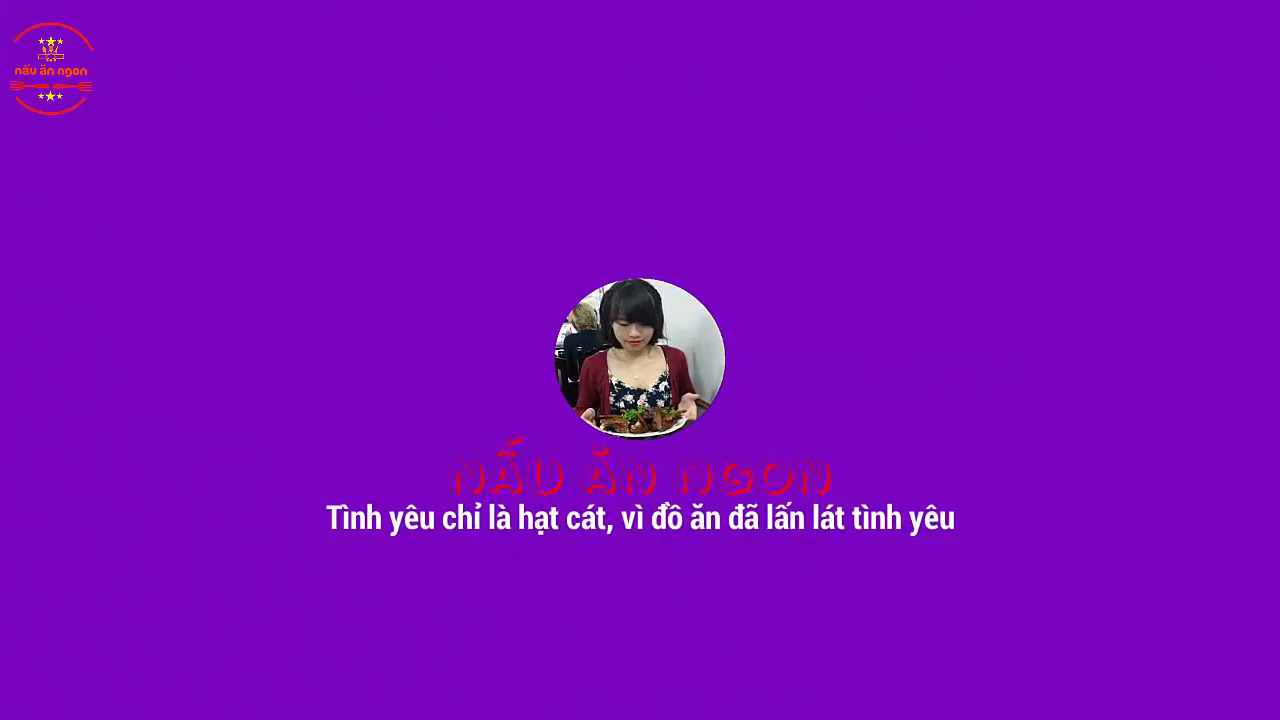 nấu ăn ngon
NẤU ĂN NGON
Tình yêu chỉ là hạt cát, vì đồ ăn đã lấn lát tình yêu